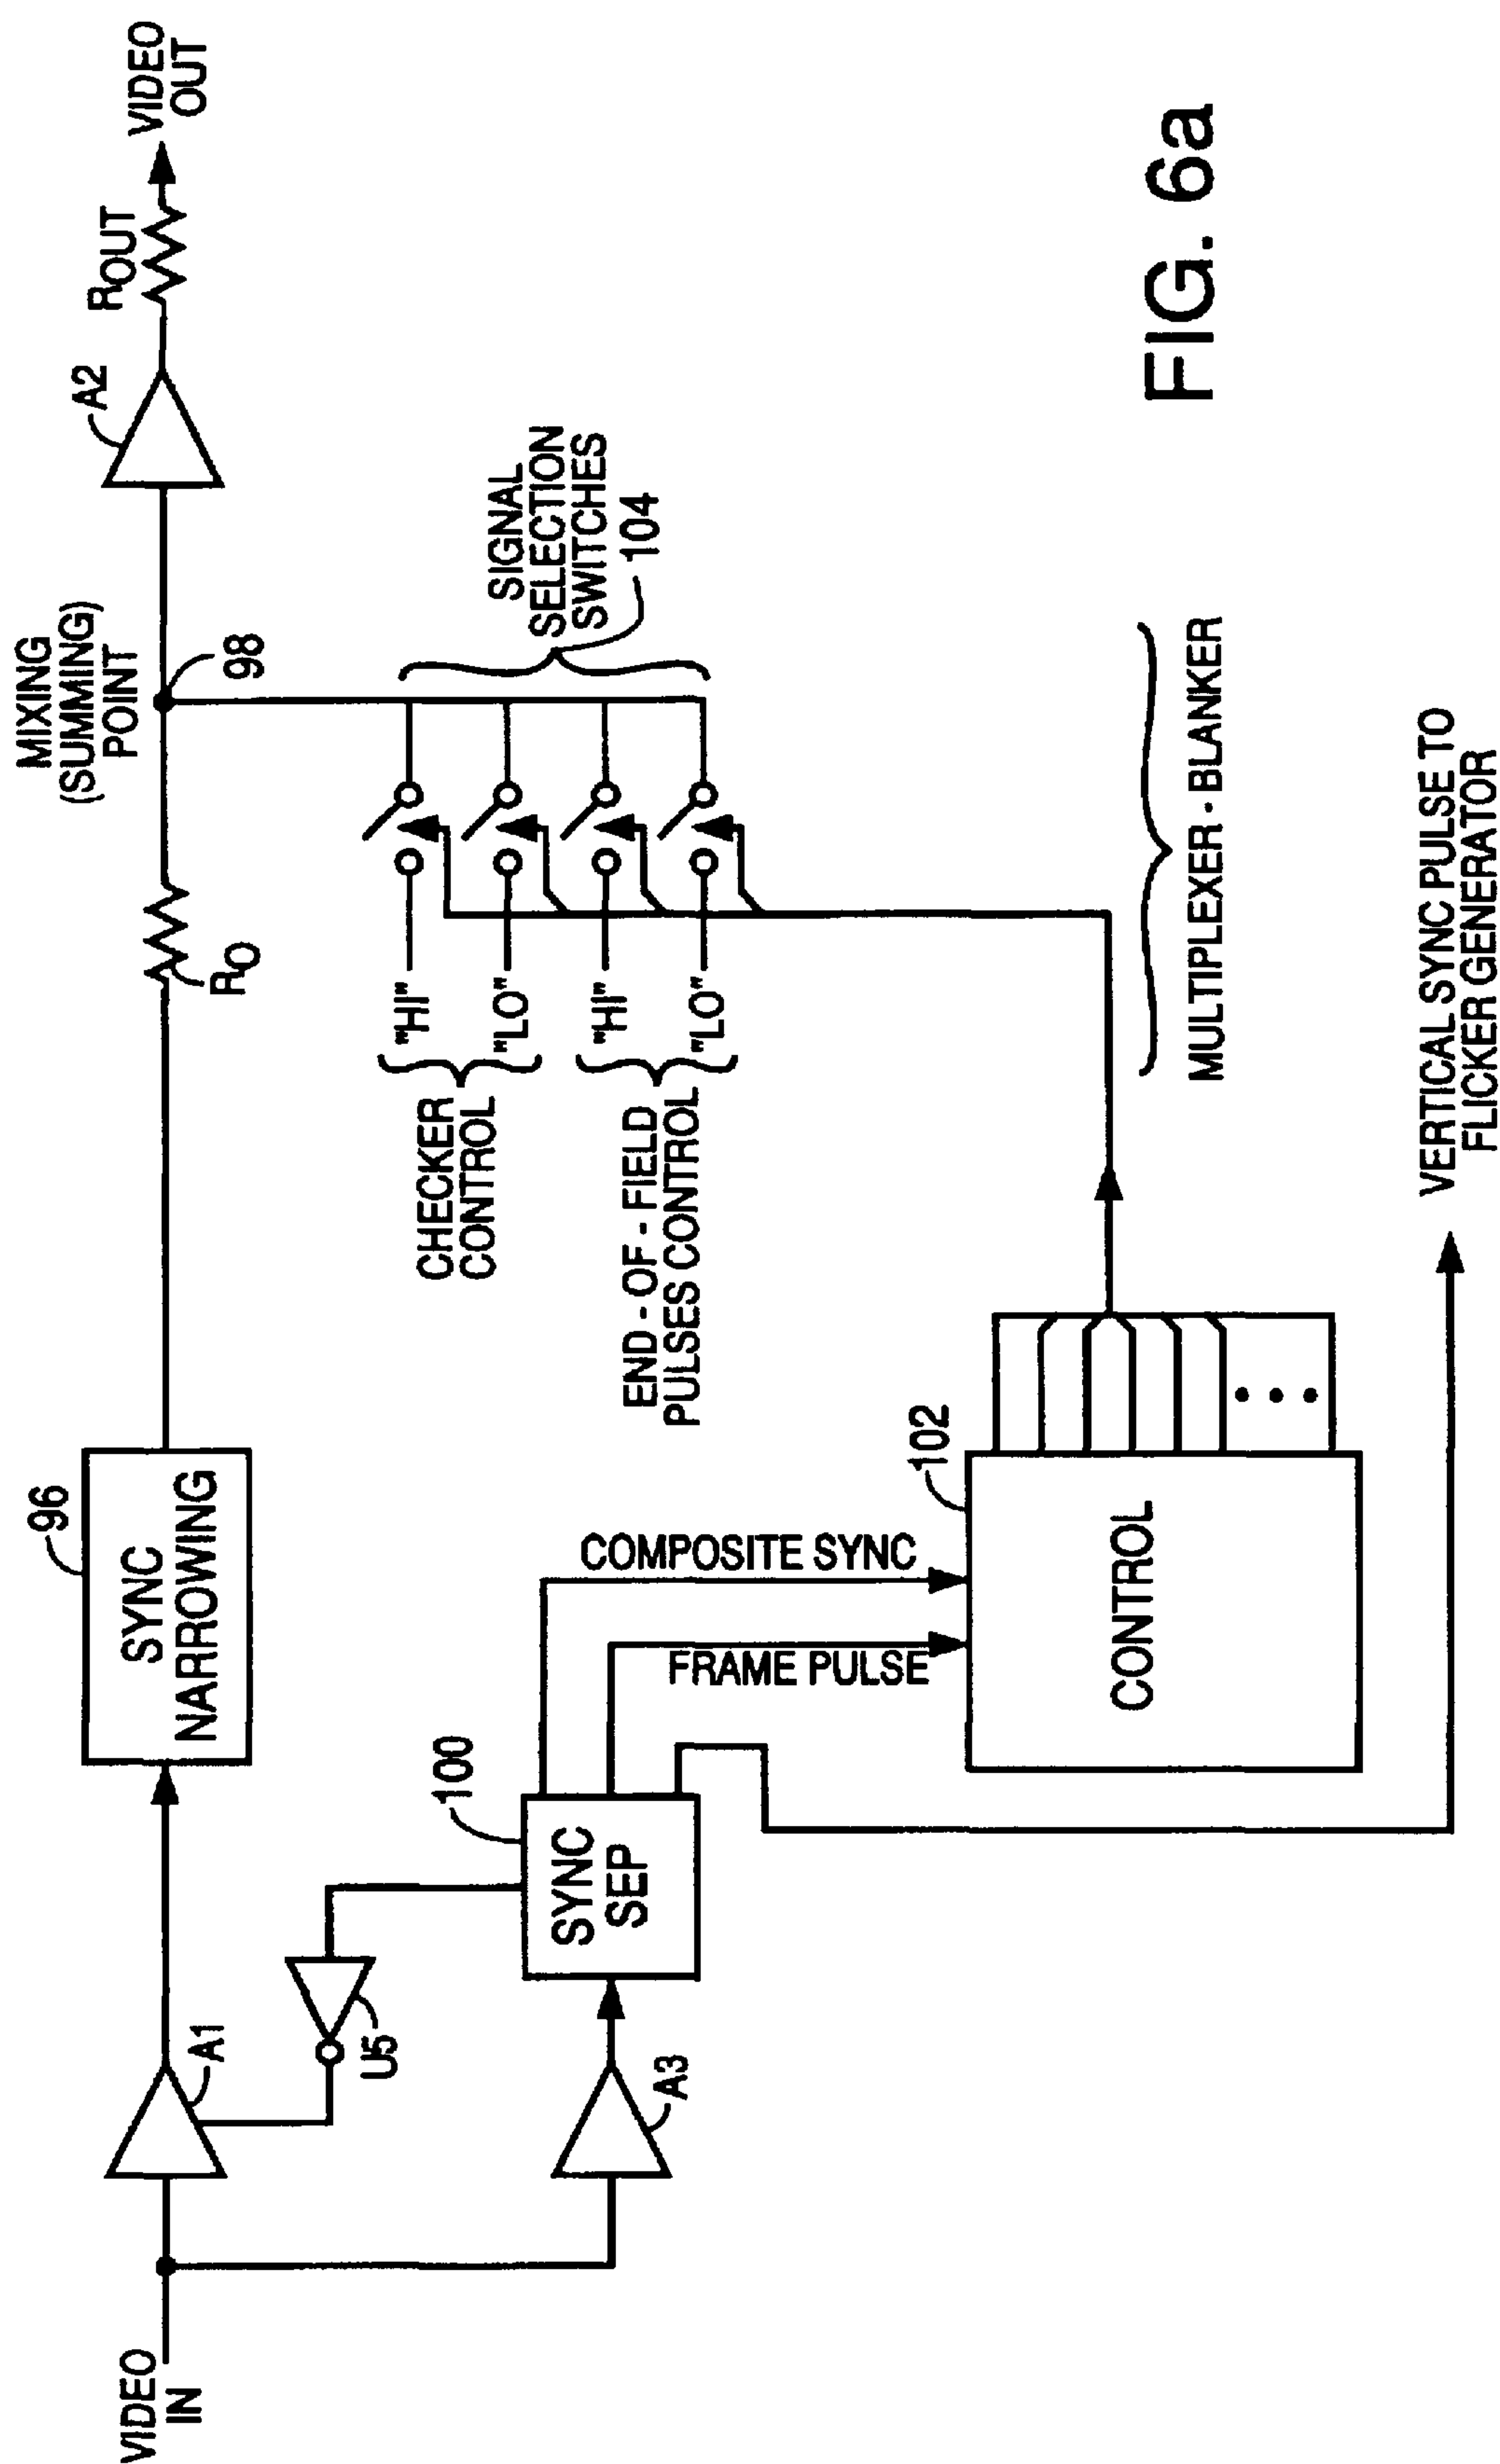 VIDEO
IN
A1
U5
A3
96
SYNC
NARROWING
100
SYNC
SEP
COMPOSITE SYNC
FRAME PULSE
102
CONTROL
RO
MIXING
(SUMMING)
POINT
98
A2
ROUT
VIDEO
OUT
CHECKER
CONTROL
"HI"
"LO"
END - OF - FIELD
PULSES CONTROL
"HI"
"LO"
SIGNAL
SELECTION
SWITCHES
104
MULTIPLEXER - BLANKER
VERTICAL SYNC PULSE TO
FLICKER GENERATOR
FIG. 6a